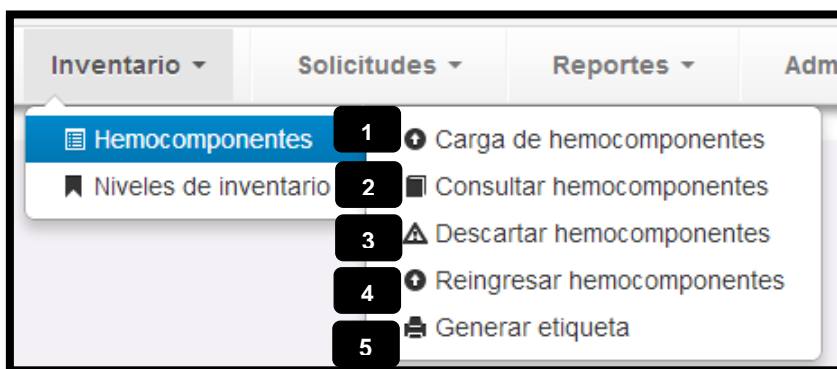 Inventario Solicitudes Reportes Adm
Hemocomponentes
Niveles de inventario
1 Carga de hemocomponentes
2 Consultar hemocomponentes
3 Descartar hemocomponentes
4 Reingresar hemocomponentes
5 Generar etiqueta